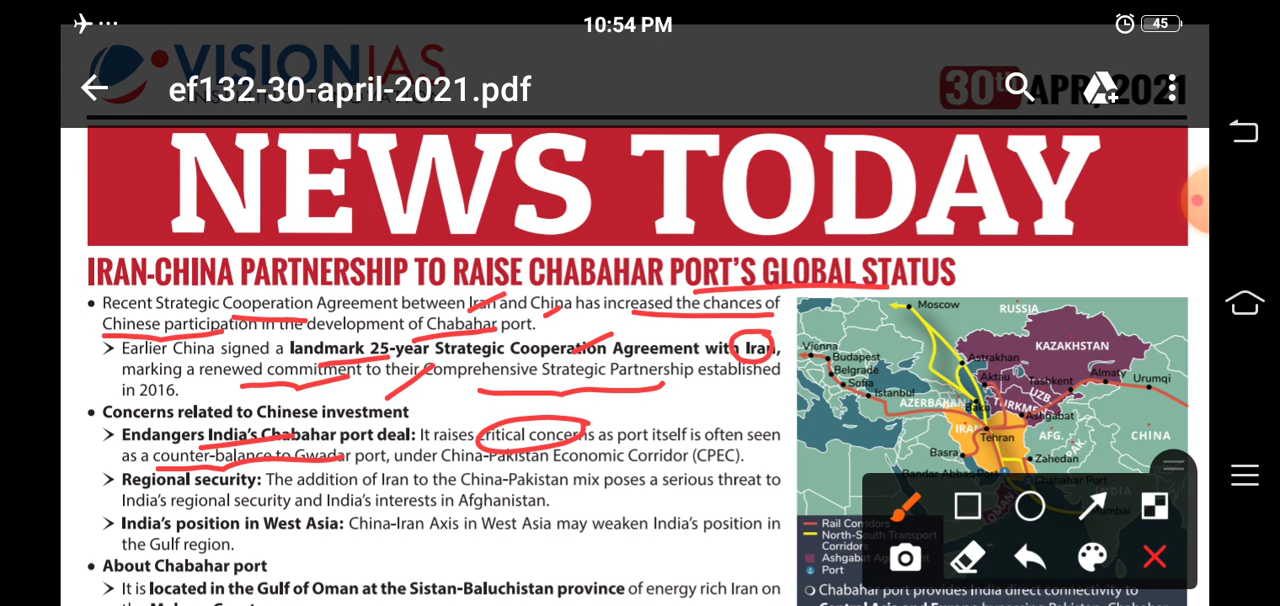 10:54 PM
45
VISIONIAS
ef132-30-april-2021.pdf
30th APR 2021
NEWS TODAY
IRAN-CHINA PARTNERSHIP TO RAISE CHABAHAR PORT'S GLOBAL STATUS
• Recent Strategic Cooperation Agreement between Iran and China has increased the chances of
Chinese participation in the development of Chabahar port.
➢ Earlier China signed a landmark 25-year Strategic Cooperation Agreement with Iran,
marking a renewed commitment to their Comprehensive Strategic Partnership established
in 2016.
• Concerns related to Chinese investment
➢ Endangers India's Chabahar port deal: It raises critical concerns as port itself is often seen
as a counter-balance to Gwadar port, under China-Pakistan Economic Corridor (CPEC).
➢ Regional security: The addition of Iran to the China-Pakistan mix poses a serious threat to
India's regional security and India's interests in Afghanistan.
➢ India's position in West Asia: China-Iran Axis in West Asia may weaken India's position in
the Gulf region.
• About Chabahar port
➢ It is located in the Gulf of Oman at the Sistan-Baluchistan province of energy rich Iran on
Moscow
RUSSIA
KAZAKHSTAN
Vienna
Budapest
Belgrade
Sofia
Istanbul
Astrakhan
Aktau
Tashkent
Almaty
Urumqi
UZB.
AZERBAIJAN
Baku
TURKMEN
Ashgabat
IRAN
Tehran
AFG.
CHINA
Basra
Zahedan
Bandar Abbas Port
Chabahar Port
INDIA
OMAN
Mumbai
Rail Corridors
North-South Transport
Corridors
Ashgabat
Port
Chabahar port provides India direct connectivity to